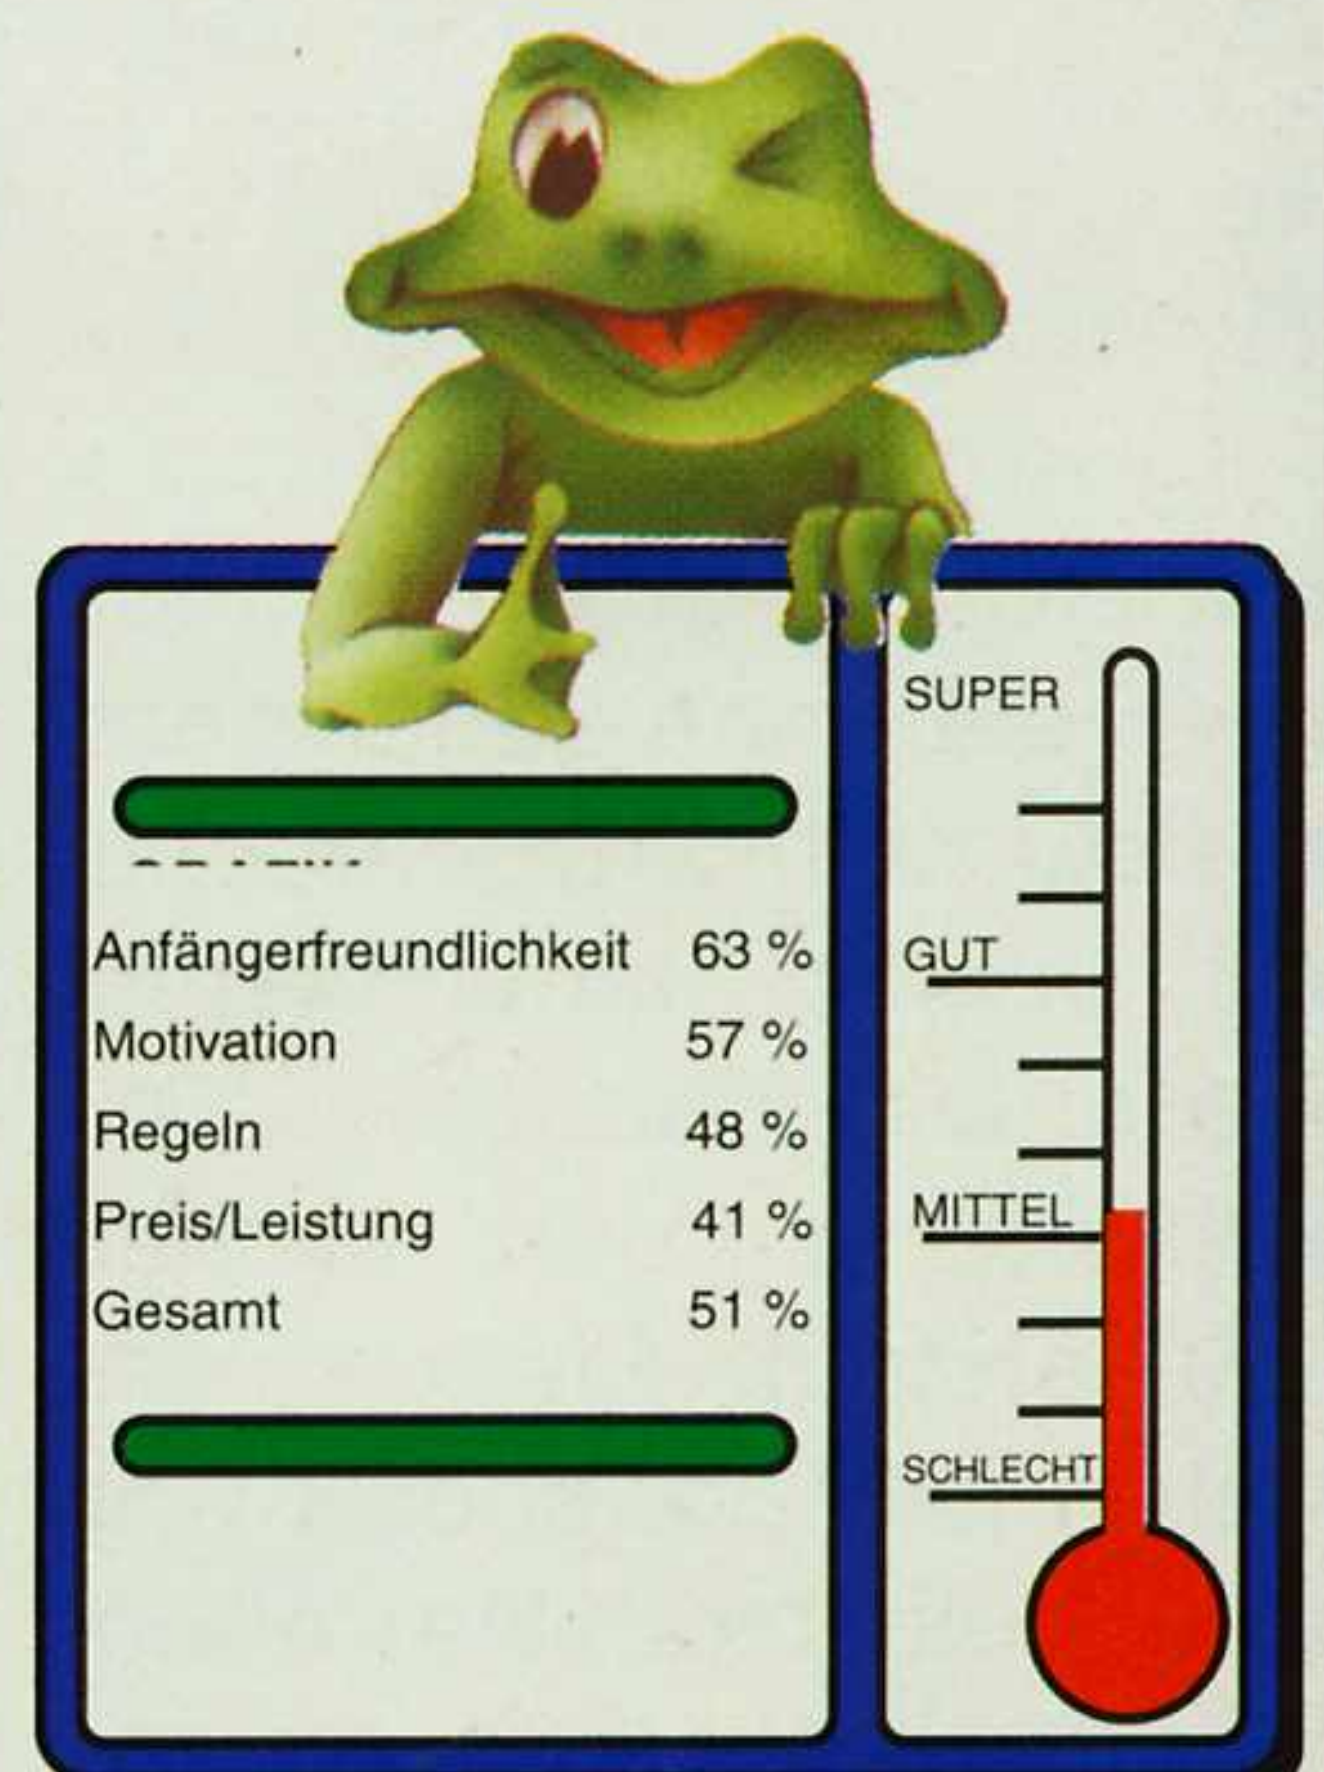 Anfängerfreundlichkeit 63 %
Motivation 57 %
Regeln 48 %
Preis/Leistung 41 %
Gesamt 51 %
SUPER
GUT
MITTEL
SCHLECHT